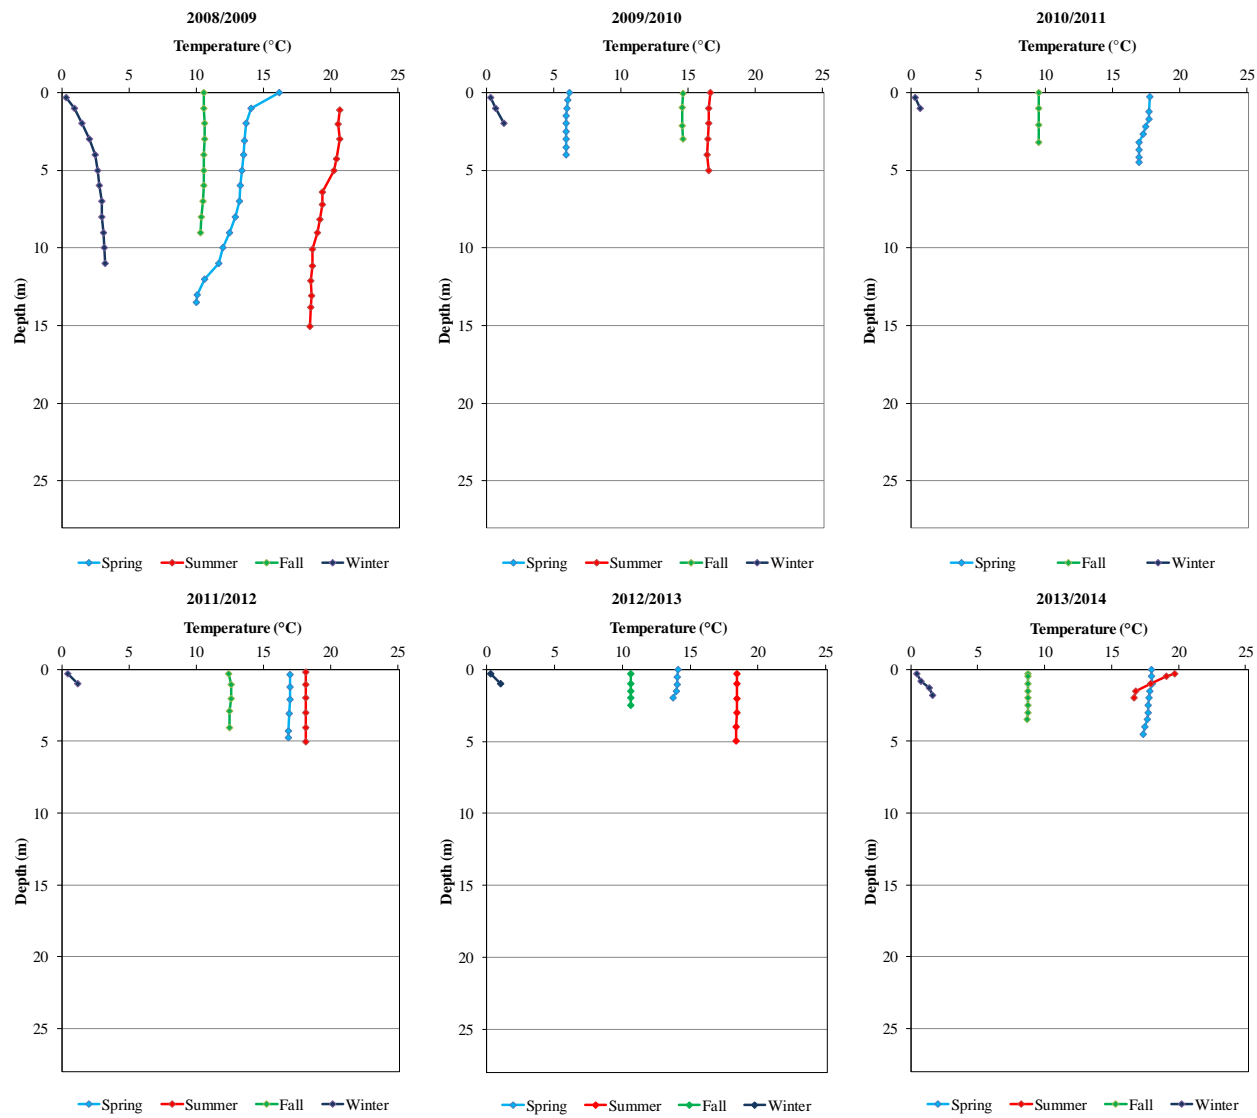 2008/2009
Temperature (°C)
0 5 10 15 20 25
0
5
10
15
20
25
Depth (m)
Spring Summer Fall Winter
2009/2010
Temperature (°C)
0 5 10 15 20 25
0
5
10
15
20
25
Depth (m)
Spring Summer Fall Winter
2010/2011
Temperature (°C)
0 5 10 15 20 25
0
5
10
15
20
25
Depth (m)
Spring Fall Winter
2011/2012
Temperature (°C)
0 5 10 15 20 25
0
5
10
15
20
25
Depth (m)
Spring Summer Fall Winter
2012/2013
Temperature (°C)
0 5 10 15 20 25
0
5
10
15
20
25
Depth (m)
Spring Summer Fall Winter
2013/2014
Temperature (°C)
0 5 10 15 20 25
0
5
10
15
20
25
Depth (m)
Spring Summer Fall Winter